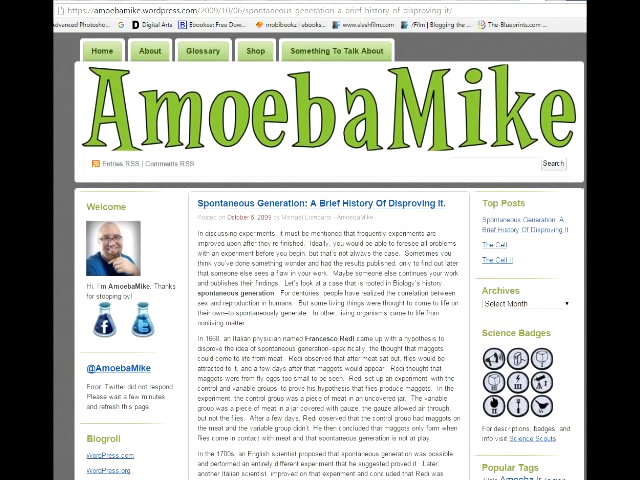 https://amoebamike.wordpress.com/2009/10/06/spontaneous-generation-a-brief-history-of-disproving-it/
Advanced Photosho... Digital Arts Ebookee: Free Dow... mobibookz | ebooks... www.slashfilm.com /Film | Blogging the ... The-Blueprints.com ...
Home About Glossary Shop Something To Talk About
AmoebaMike
Entries RSS | Comments RSS
Search
Welcome
Hi. I'm AmoebaMike. Thanks
for stopping by!
@AmoebaMike
Error: Twitter did not respond.
Please wait a few minutes
and refresh this page.
Blogroll
WordPress.com
WordPress.org
Spontaneous Generation: A Brief History Of Disproving It.
Posted on October 6, 2009 by Michael Lombardi - AmoebaMike
In discussing experiments, it must be mentioned that frequently experiments are
improved upon after they're finished. Ideally, you would be able to foresee all problems
with an experiment before you begin, but that's not always the case. Sometimes you
think you've done something wonder and had the results published, only to find out later
that someone else sees a flaw in your work. Maybe someone else continues your work
and publishes their findings. Let's look at a case that is rooted in Biology's history:
spontaneous generation. For centuries, people have realized the correlation between
sex and reproduction in humans. But some living things were thought to come to life on
their own–to spontaneously generate. In other, living organisms came to life from
nonliving matter.
In 1668, an Italian physician named Francesco Redi came up with a hypothesis to
disprove the idea of spontaneous generation–specifically, the thought that maggots
could come to life from meat. Redi observed that after meat sat out, flies would be
attracted to it, and a few days after that maggots would appear. Redi thought that
maggots were from fly eggs too small to be seen. Redi set up an experiment with the
control and variable groups to prove his hypothesis that flies produce maggots. In the
experiment, the control group was a piece of meat in an uncovered jar. The variable
group was a piece of meat in a jar covered with gauze; the gauze allowed air through,
but not the flies. After a few days, Redi observed that the control group had maggots
on the meat and the variable group didn't. He then concluded that maggots only form when
flies come in contact with meat and that spontaneous generation is not at play.
In the 1700s, an English scientist proposed that spontaneous generation was possible
and performed an entirely different experiment that he suggested proved it. Later,
another Italian scientist, improved on that experiment and concluded that Redi was
Top Posts
Spontaneous Generation: A
Brief History Of Disproving It.
The Cell
The Cell II
Archives
Select Month
Science Badges
For descriptions, badges, and
info visit Science Scouts
Popular Tags